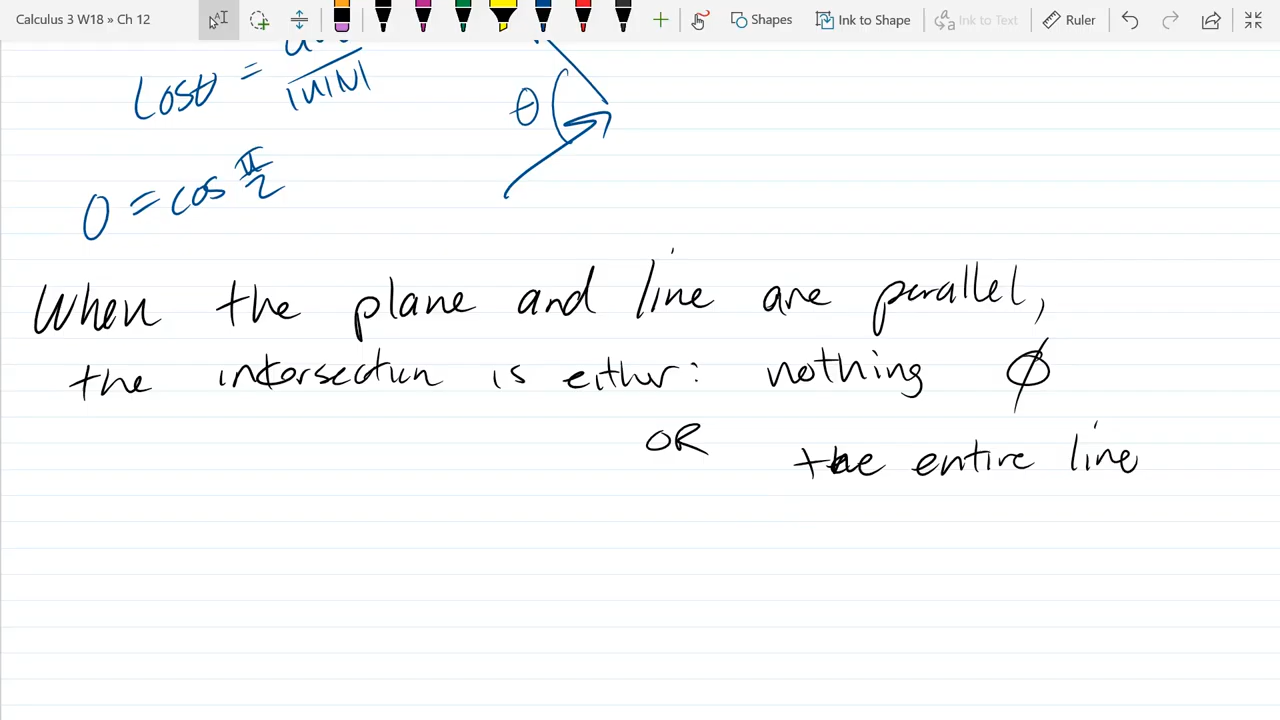 Calculus 3 W18 » Ch 12
Shapes
Ink to Shape
Ink to Text
Ruler
cosθ =
|u||v|
θ
0 = cos π/2
When the plane and line are parallel,
the intersection is either: nothing ∅
OR the entire line